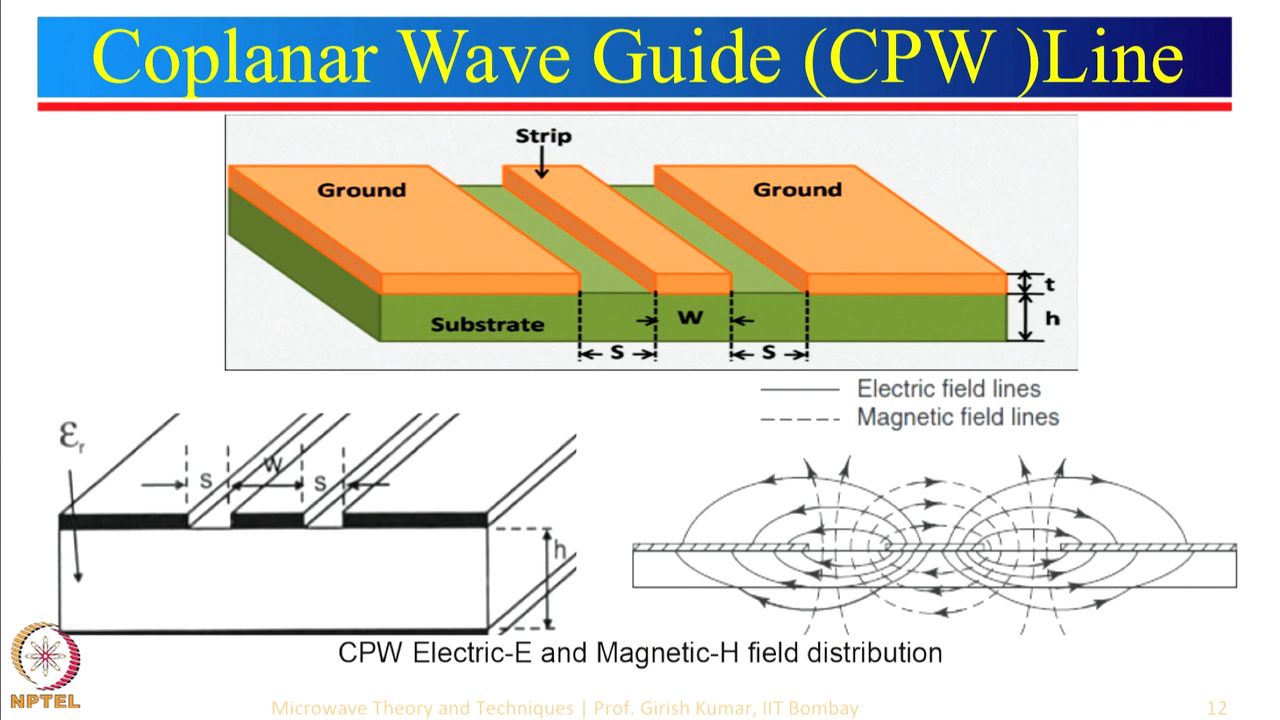 Coplanar Wave Guide (CPW )Line
Strip
Ground
Ground
t
W
h
Substrate
S
S
Electric field lines
Magnetic field lines
εr
S
W
S
h
CPW Electric-E and Magnetic-H field distribution
NPTEL
Microwave Theory and Techniques | Prof. Girish Kumar, IIT Bombay
12